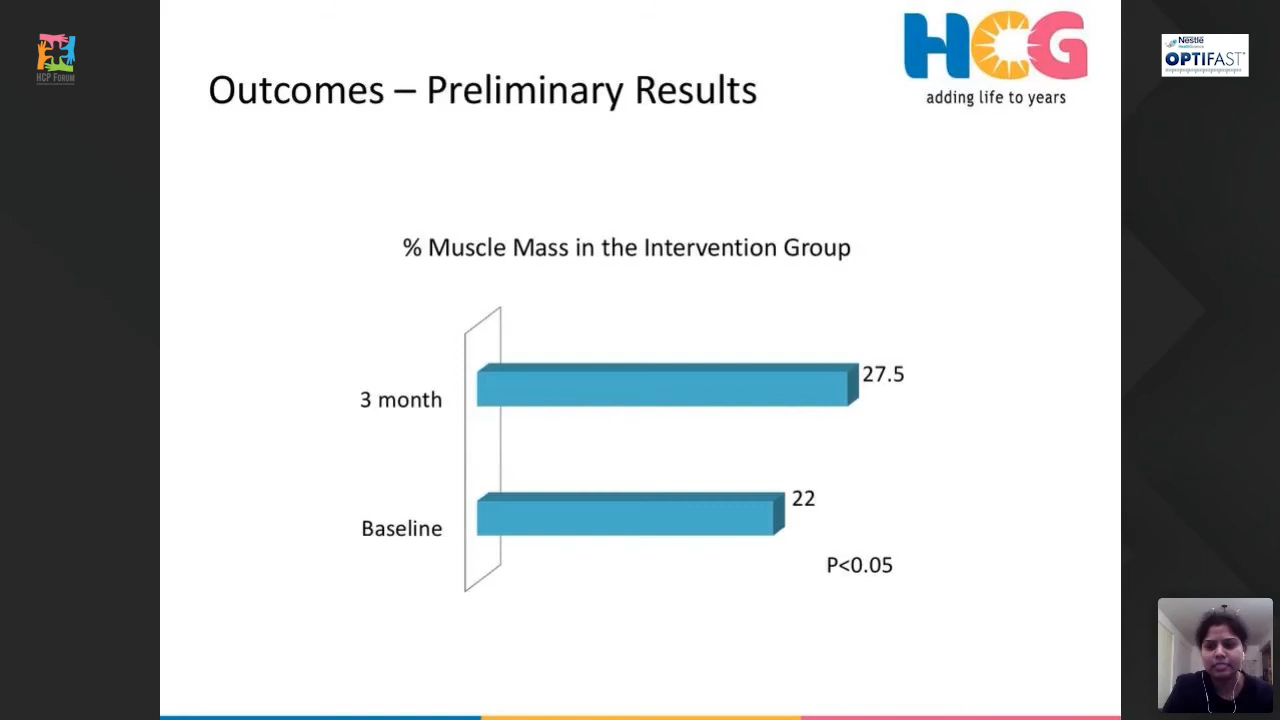 HCP FORUM
Outcomes – Preliminary Results
HCG
adding life to years
Nestlé
HealthScience
OPTIFAST
% Muscle Mass in the Intervention Group
3 month
27.5
Baseline
22
P<0.05